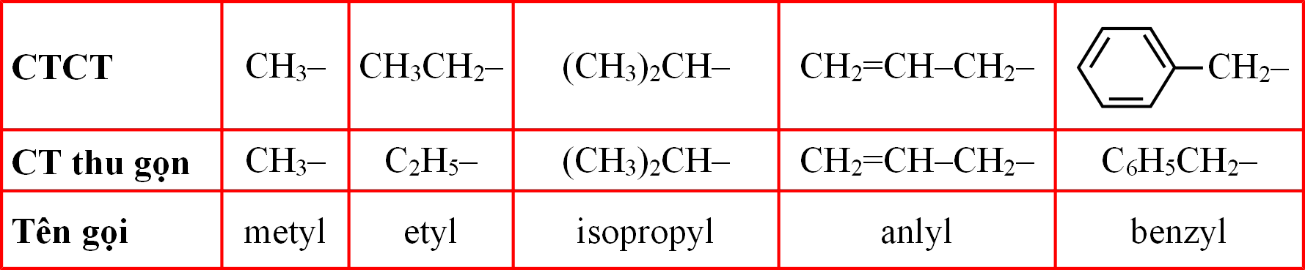 CTCT CH3– CH3CH2– (CH3)2CH– CH2=CH–CH2– CH2–
CT thu gọn CH3– C2H5– (CH3)2CH– CH2=CH–CH2– C6H5CH2–
Tên gọi metyl etyl isopropyl anlyl benzyl